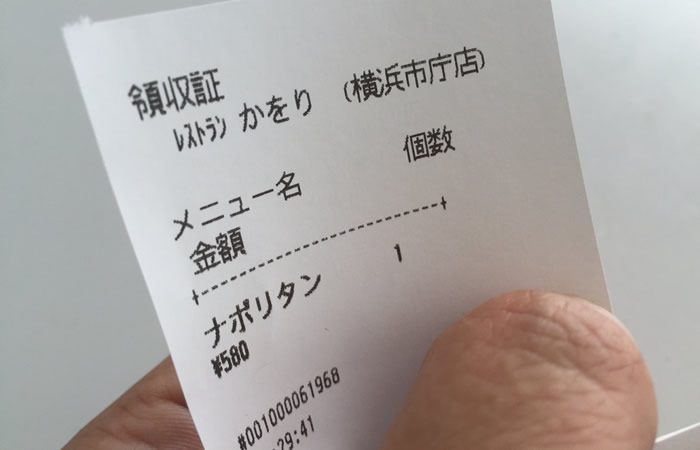 領収証
ﾚｽﾄﾗﾝ かをり (横浜市庁店)
メニュー名 個数
金額
ナポリタン 1
¥580
#001000061968
29:41